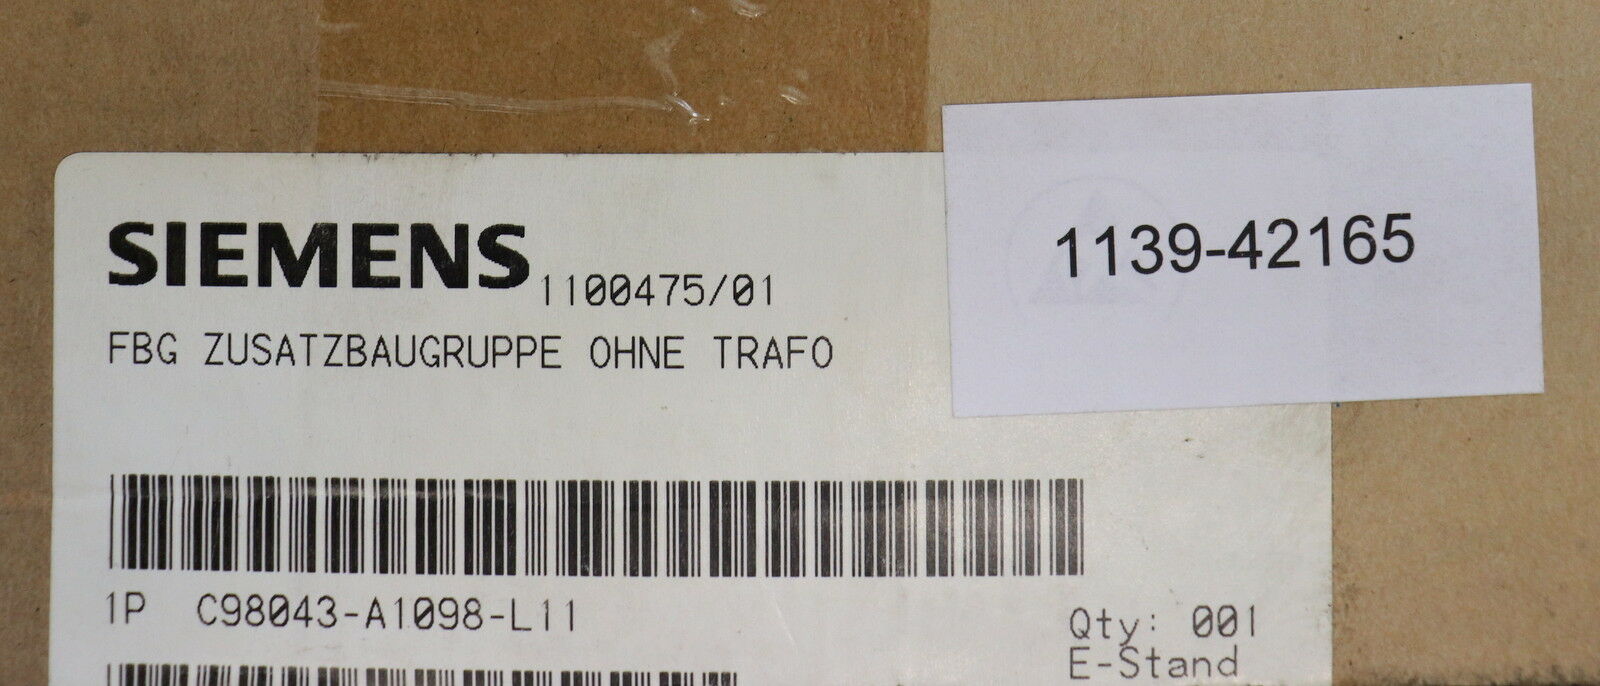 SIEMENS 1100475/01
1139-42165
FBG ZUSATZBAUGRUPPE OHNE TRAFO
1P C98043-A1098-L11
Qty: 001
E-Stand